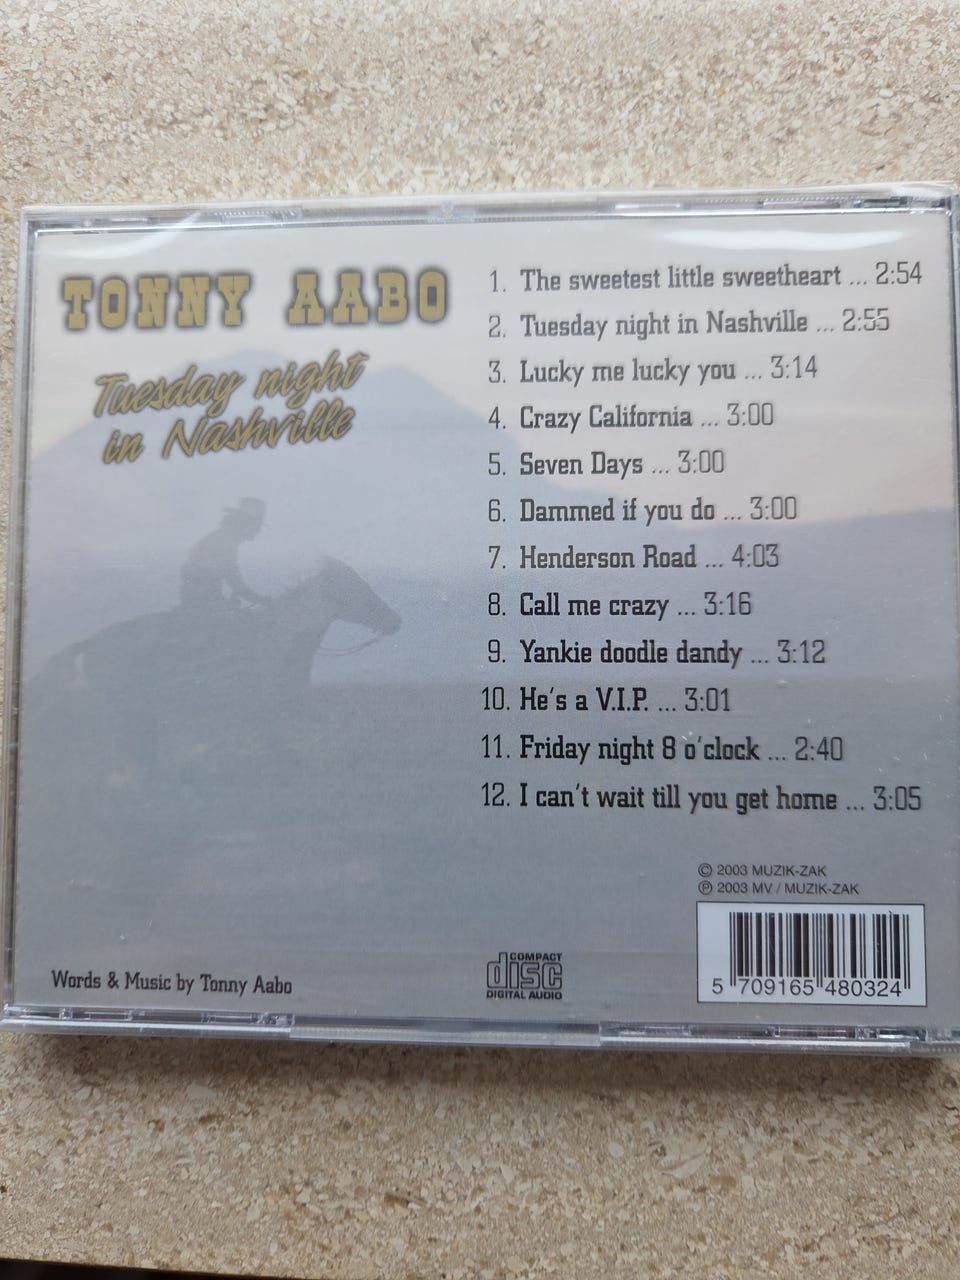 TONNY AABO
Tuesday night
in Nashville
1. The sweetest little sweetheart ... 2:54
2. Tuesday night in Nashville ... 2:55
3. Lucky me lucky you ... 3:14
4. Crazy California ... 3:00
5. Seven Days ... 3:00
6. Dammed if you do ... 3:00
7. Henderson Road ... 4:03
8. Call me crazy ... 3:16
9. Yankie doodle dandy ... 3:12
10. He's a V.I.P. ... 3:01
11. Friday night 8 o'clock ... 2:40
12. I can't wait till you get home ... 3:05
© 2003 MUZIK-ZAK
℗ 2003 MV / MUZIK-ZAK
Words & Music by Tonny Aabo
COMPACT
disc
DIGITAL AUDIO
5 709165 480324